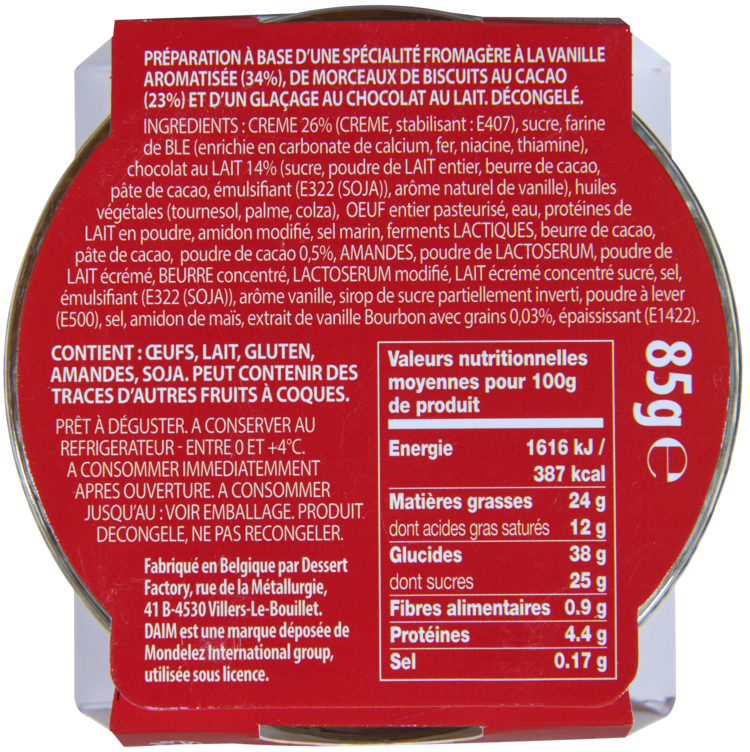 PRÉPARATION À BASE D'UNE SPÉCIALITÉ FROMAGÈRE À LA VANILLE
AROMATISÉE (34%), DE MORCEAUX DE BISCUITS AU CACAO
(23%) ET D'UN GLAÇAGE AU CHOCOLAT AU LAIT. DÉCONGELÉ.
INGREDIENTS : CREME 26% (CREME, stabilisant : E407), sucre, farine
de BLE (enrichie en carbonate de calcium, fer, niacine, thiamine),
chocolat au LAIT 14% (sucre, poudre de LAIT entier, beurre de cacao,
pâte de cacao, émulsifiant (E322 (SOJA)), arôme naturel de vanille), huiles
végétales (tournesol, palme, colza), OEUF entier pasteurisé, eau, protéines de
LAIT en poudre, amidon modifié, sel marin, ferments LACTIQUES, beurre de cacao,
pâte de cacao, poudre de cacao 0,5%, AMANDES, poudre de LACTOSERUM, poudre de
LAIT écrémé, BEURRE concentré, LACTOSERUM modifié, LAIT écrémé concentré sucré, sel,
émulsifiant (E322 (SOJA)), arôme vanille, sirop de sucre partiellement inverti, poudre à lever
(E500), sel, amidon de maïs, extrait de vanille Bourbon avec grains 0,03%, épaississant (E1422).
CONTIENT : ŒUFS, LAIT, GLUTEN,
AMANDES, SOJA. PEUT CONTENIR DES
TRACES D'AUTRES FRUITS À COQUES.
PRÊT À DÉGUSTER. A CONSERVER AU
REFRIGERATEUR - ENTRE 0 ET +4°C.
A CONSOMMER IMMEDIATEMMENT
APRES OUVERTURE. A CONSOMMER
JUSQU'AU : VOIR EMBALLAGE. PRODUIT
DECONGELE, NE PAS RECONGELER.
Fabriqué en Belgique par Dessert
Factory, rue de la Métallurgie,
41 B-4530 Villers-Le-Bouillet.
DAIM est une marque déposée de
Mondelez International group,
utilisée sous licence.
Valeurs nutritionnelles
moyennes pour 100g
de produit
Energie 1616 kJ /
387 kcal
Matières grasses 24 g
dont acides gras saturés 12 g
Glucides 38 g
dont sucres 25 g
Fibres alimentaires 0.9 g
Protéines 4.4 g
Sel 0.17 g
85g e